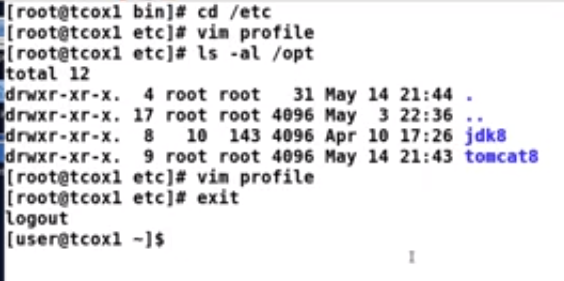 [root@tcox1 bin]# cd /etc
[root@tcox1 etc]# vim profile
[root@tcox1 etc]# ls -al /opt
total 12
drwxr-xr-x.  4 root root   31 May 14 21:44 .
drwxr-xr-x. 17 root root 4096 May  3 22:36 ..
drwxr-xr-x.  8   10  143 4096 Apr 10 17:26 jdk8
drwxr-xr-x.  9 root root 4096 May 14 21:43 tomcat8
[root@tcox1 etc]# vim profile
[root@tcox1 etc]# exit
logout
[user@tcox1 ~]$